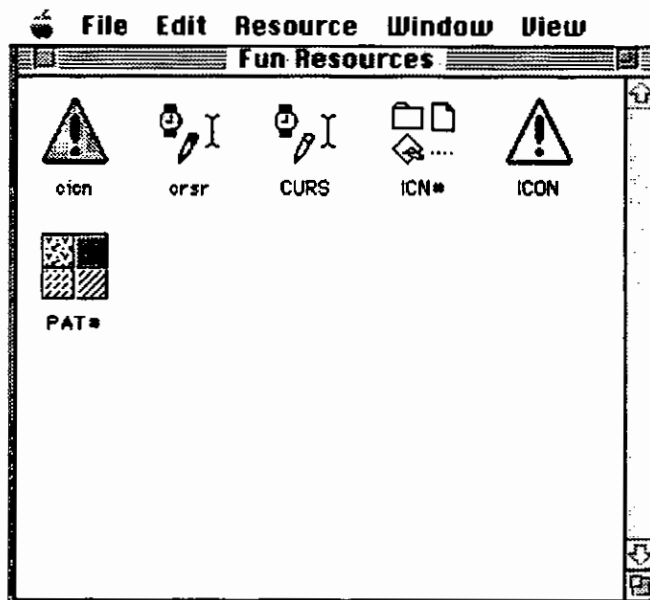 File Edit Resource Window View
Fun Resources
cicn crsr CURS ICN# ICON
PAT#